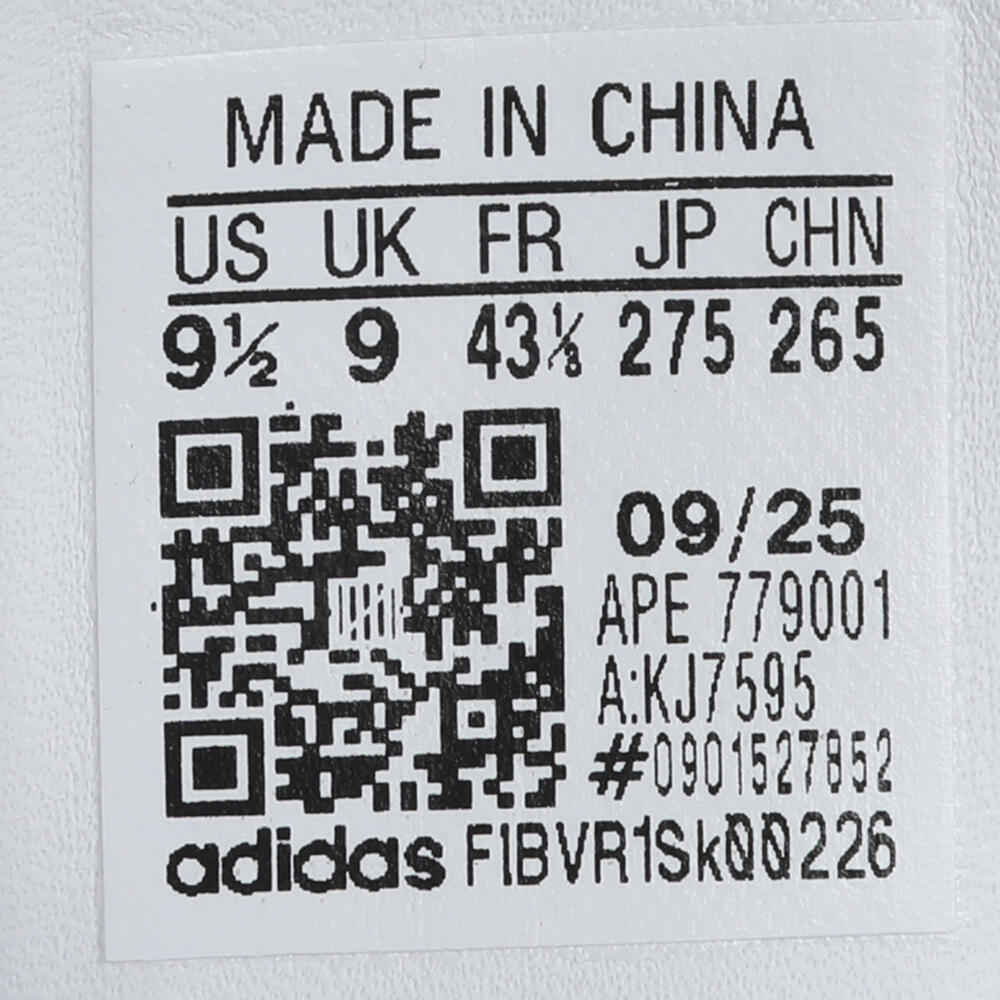 MADE IN CHINA
US UK FR JP CHN
9½ 9 43⅓ 275 265
09/25
APE 779001
A:KJ7595
#0901527852
adidas F1BVR1Sk00226